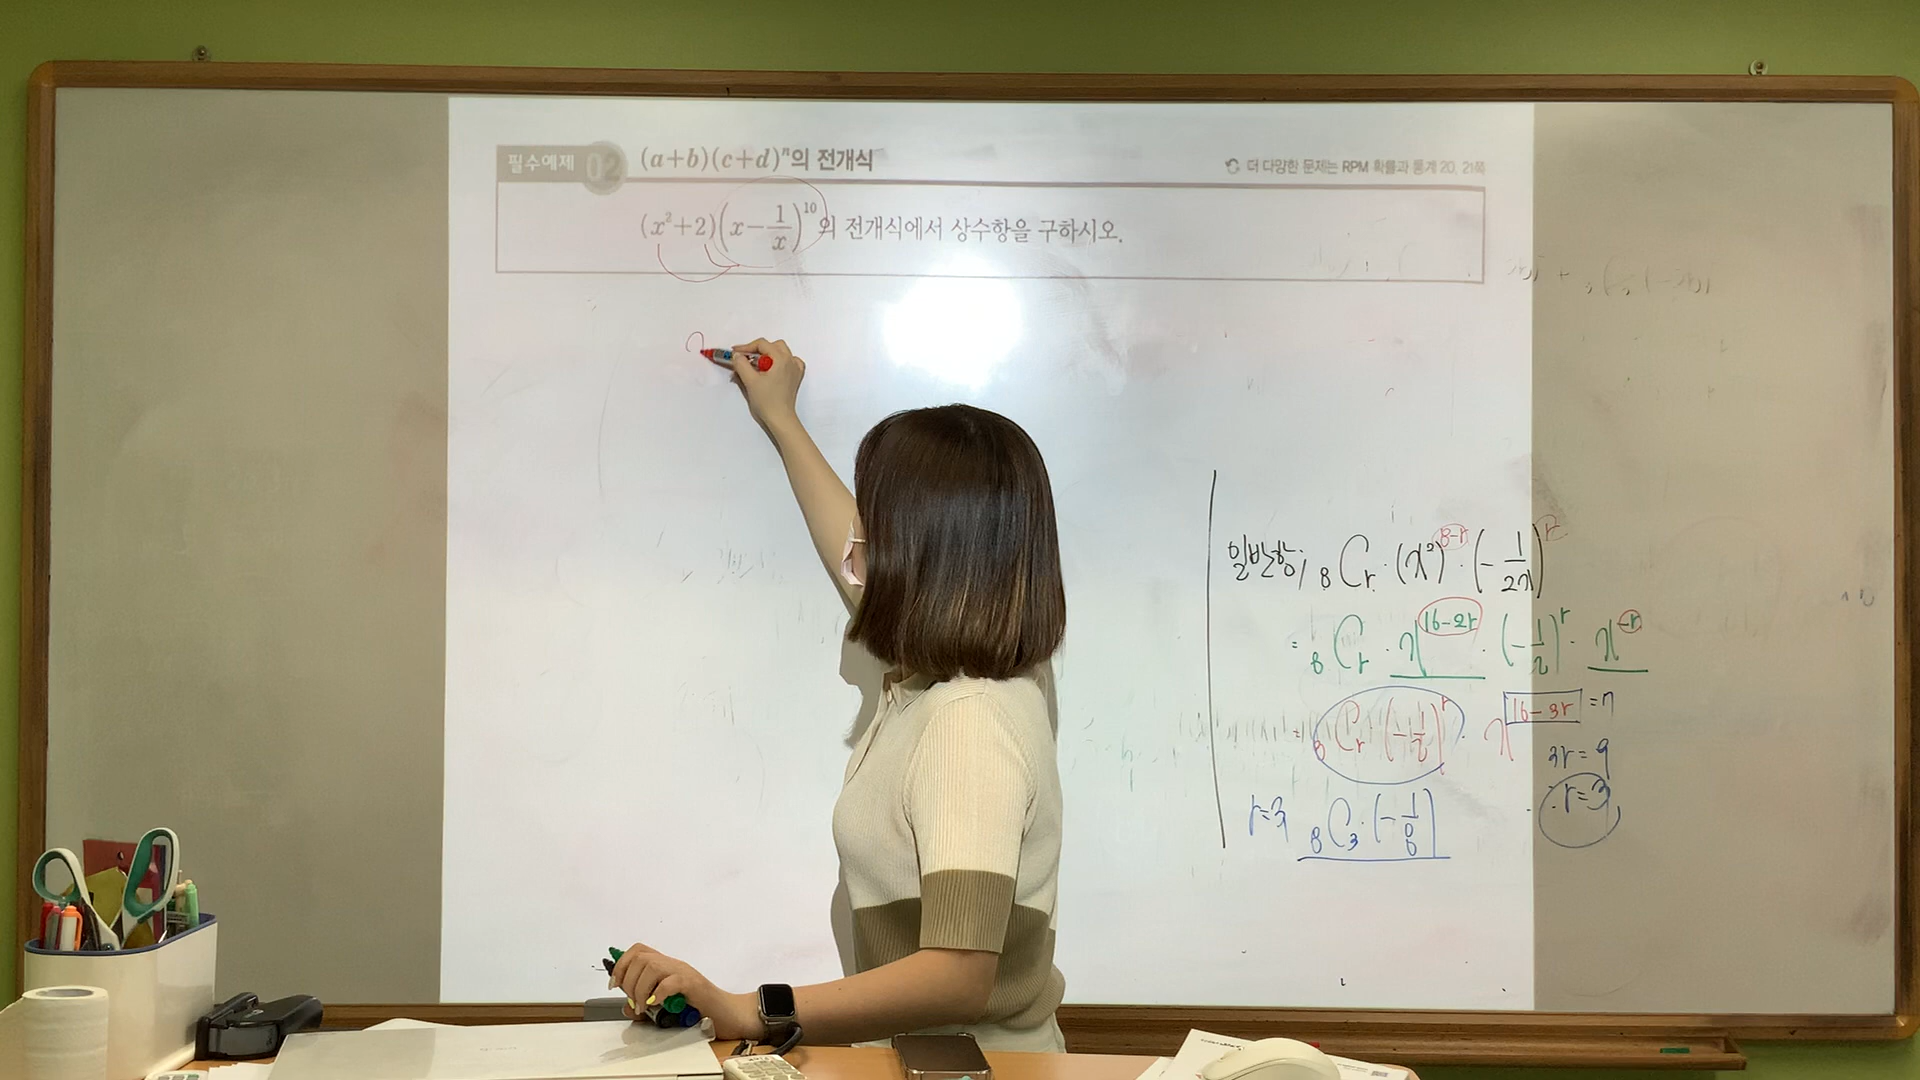 필수예제 02 (a+b)(c+d)ⁿ의 전개식
더 다양한 문제는 RPM 확률과 통계 20, 21쪽
(x²+2)(x-1/x)¹⁰의 전개식에서 상수항을 구하시오.
일반항; ₈Cᵣ·(x²)⁸⁻ʳ·(-1/2x)ʳ
= ₈Cᵣ·x¹⁶⁻²ʳ·(-1/2)ʳ·x⁻ʳ
= ₈Cᵣ(-1/2)ʳ· x¹⁶⁻³ʳ =7
3r=9
∴r=3
r=3 ₈C₃·(-1/8)